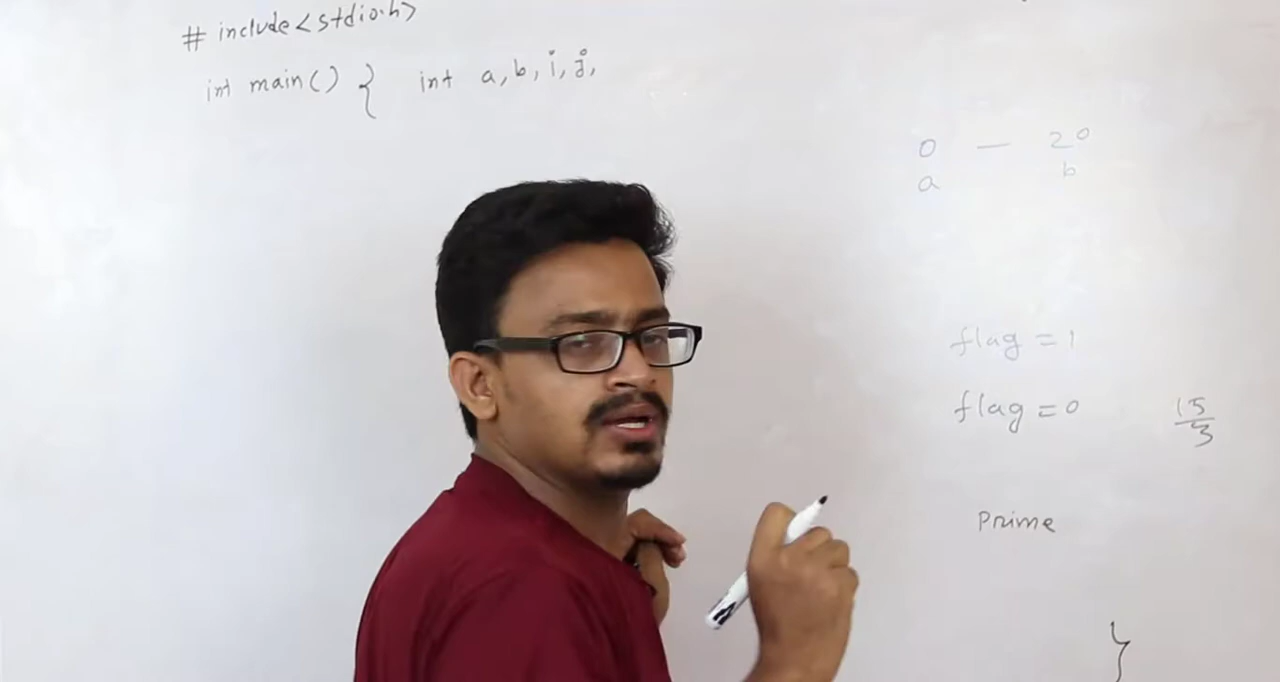 # include<stdio.h>
int main() { int a, b, i, j,
0 — 20
a b
flag = 1
flag = 0
15
3
Prime
}